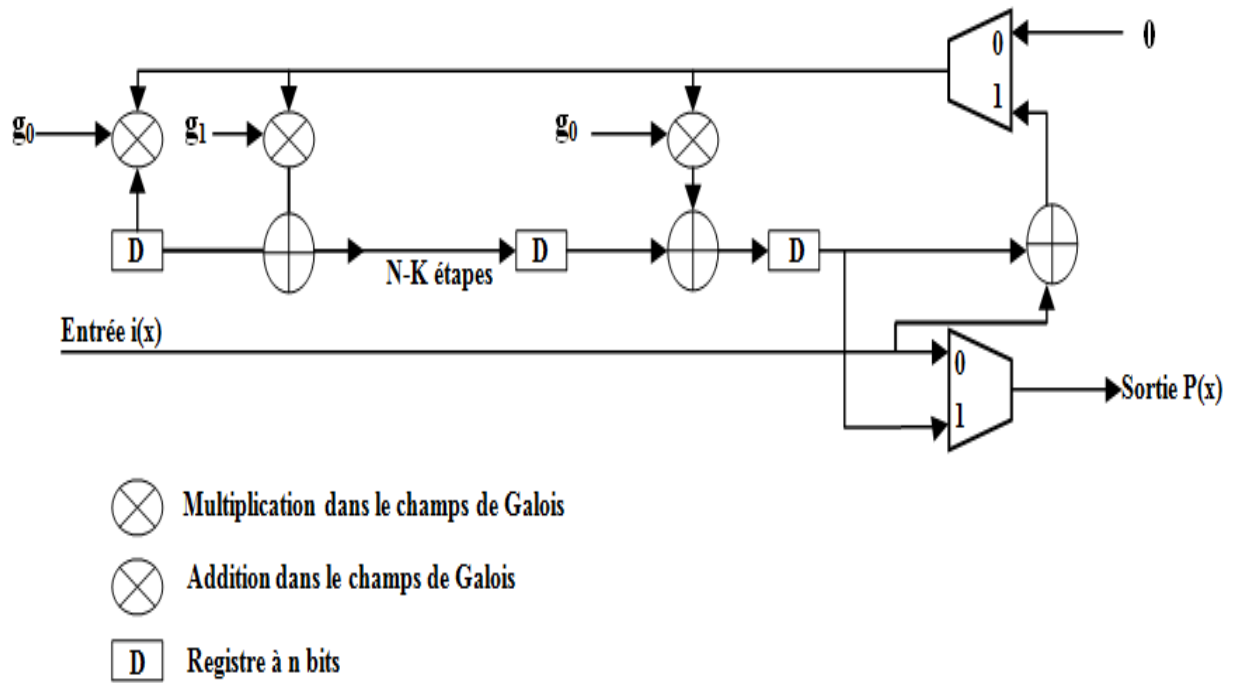 0
0
1
g0
g1
g0
D
D
D
N-K étapes
Entrée i(x)
0
1
Sortie P(x)
Multiplication dans le champs de Galois
Addition dans le champs de Galois
D
Registre à n bits